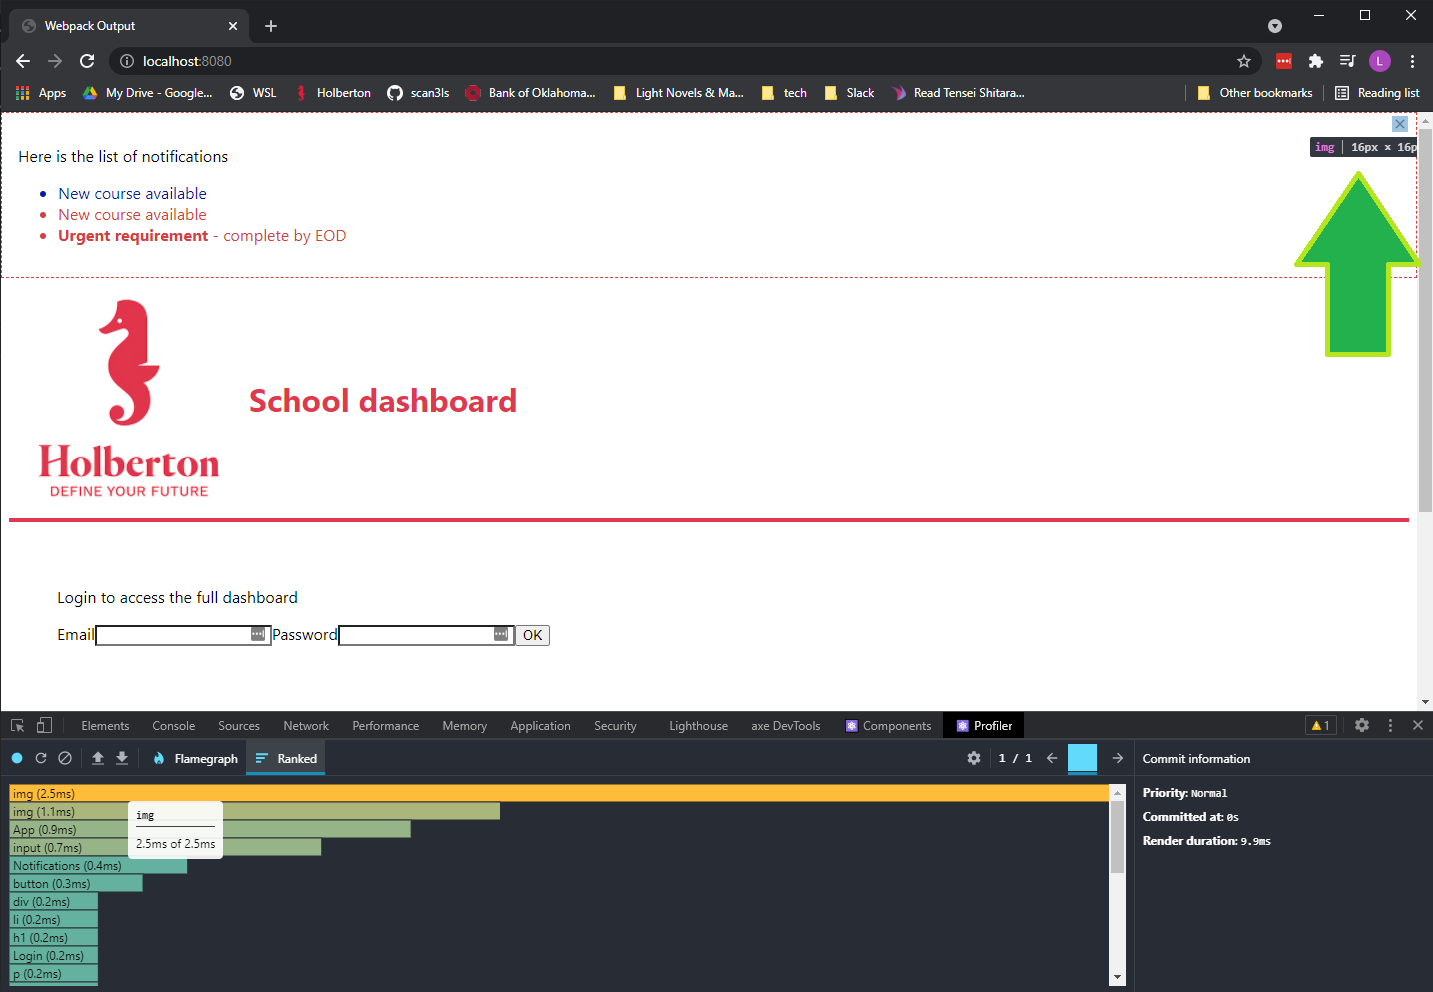 Webpack Output
localhost:8080
Apps My Drive - Google... WSL Holberton scan3ls Bank of Oklahoma... Light Novels & Ma... tech Slack Read Tensei Shitara... Other bookmarks Reading list
L
Here is the list of notifications
img 16px × 16p
New course available
New course available
Urgent requirement - complete by EOD
School dashboard
Holberton
DEFINE YOUR FUTURE
Login to access the full dashboard
Email Password OK
Elements Console Sources Network Performance Memory Application Security Lighthouse axe DevTools Components Profiler 1
Flamegraph Ranked 1 / 1 Commit information
img (2.5ms)
img (1.1ms)
App (0.9ms)
input (0.7ms)
Notifications (0.4ms)
button (0.3ms)
div (0.2ms)
li (0.2ms)
h1 (0.2ms)
Login (0.2ms)
p (0.2ms)
img
2.5ms of 2.5ms
Priority: Normal
Committed at: 0s
Render duration: 9.9ms